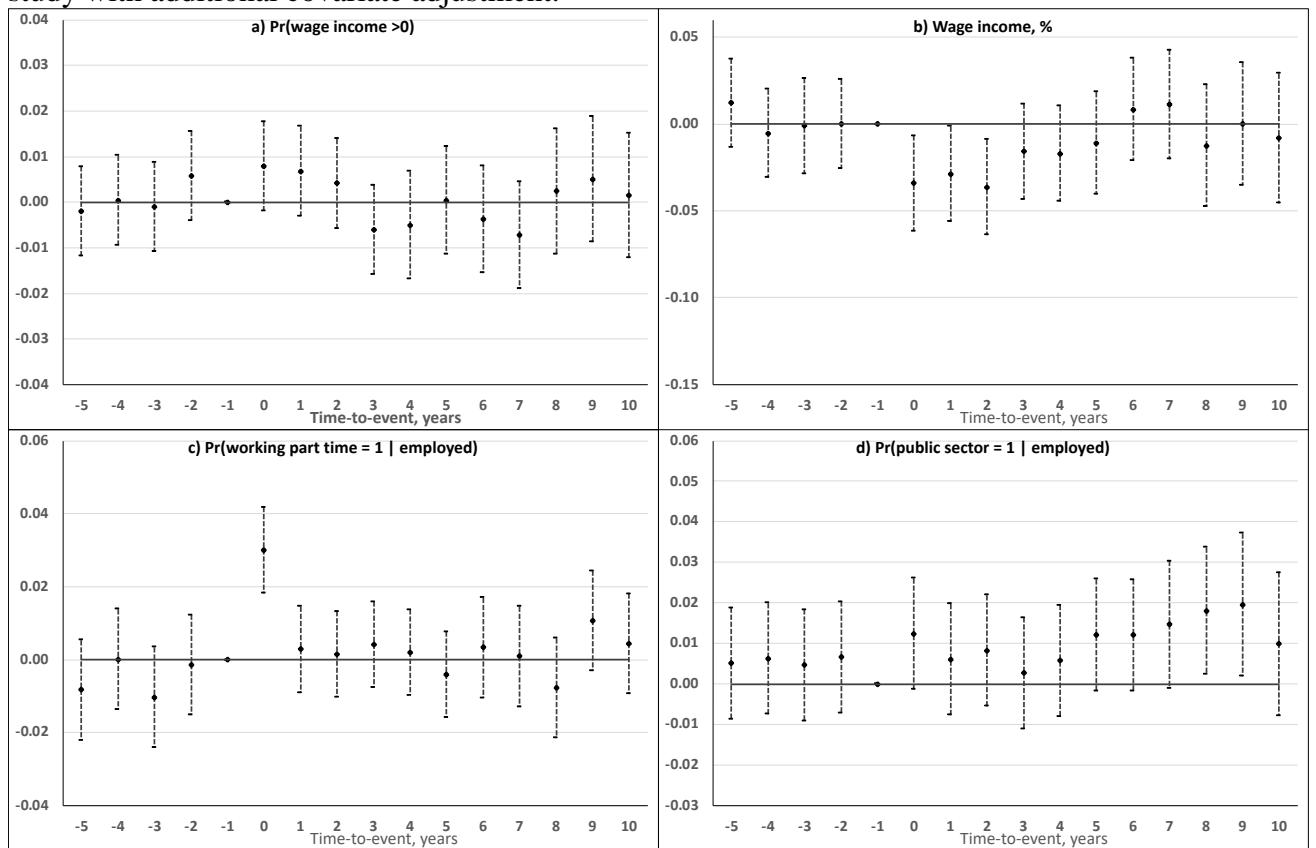 study with additional covariate adjustment.
a) Pr(wage income >0)
0.04
0.03
0.02
0.01
0.00
-0.01
-0.02
-0.03
-0.04
-5 -4 -3 -2 -1 0 1 2 3 4 5 6 7 8 9 10
Time-to-event, years
b) Wage income, %
0.05
0.00
-0.05
-0.10
-0.15
-5 -4 -3 -2 -1 0 1 2 3 4 5 6 7 8 9 10
Time-to-event, years
c) Pr(working part time = 1 | employed)
0.06
0.04
0.02
0.00
-0.02
-0.04
-5 -4 -3 -2 -1 0 1 2 3 4 5 6 7 8 9 10
Time-to-event, years
d) Pr(public sector = 1 | employed)
0.06
0.05
0.04
0.03
0.02
0.01
0.00
-0.01
-0.02
-0.03
-5 -4 -3 -2 -1 0 1 2 3 4 5 6 7 8 9 10
Time-to-event, years